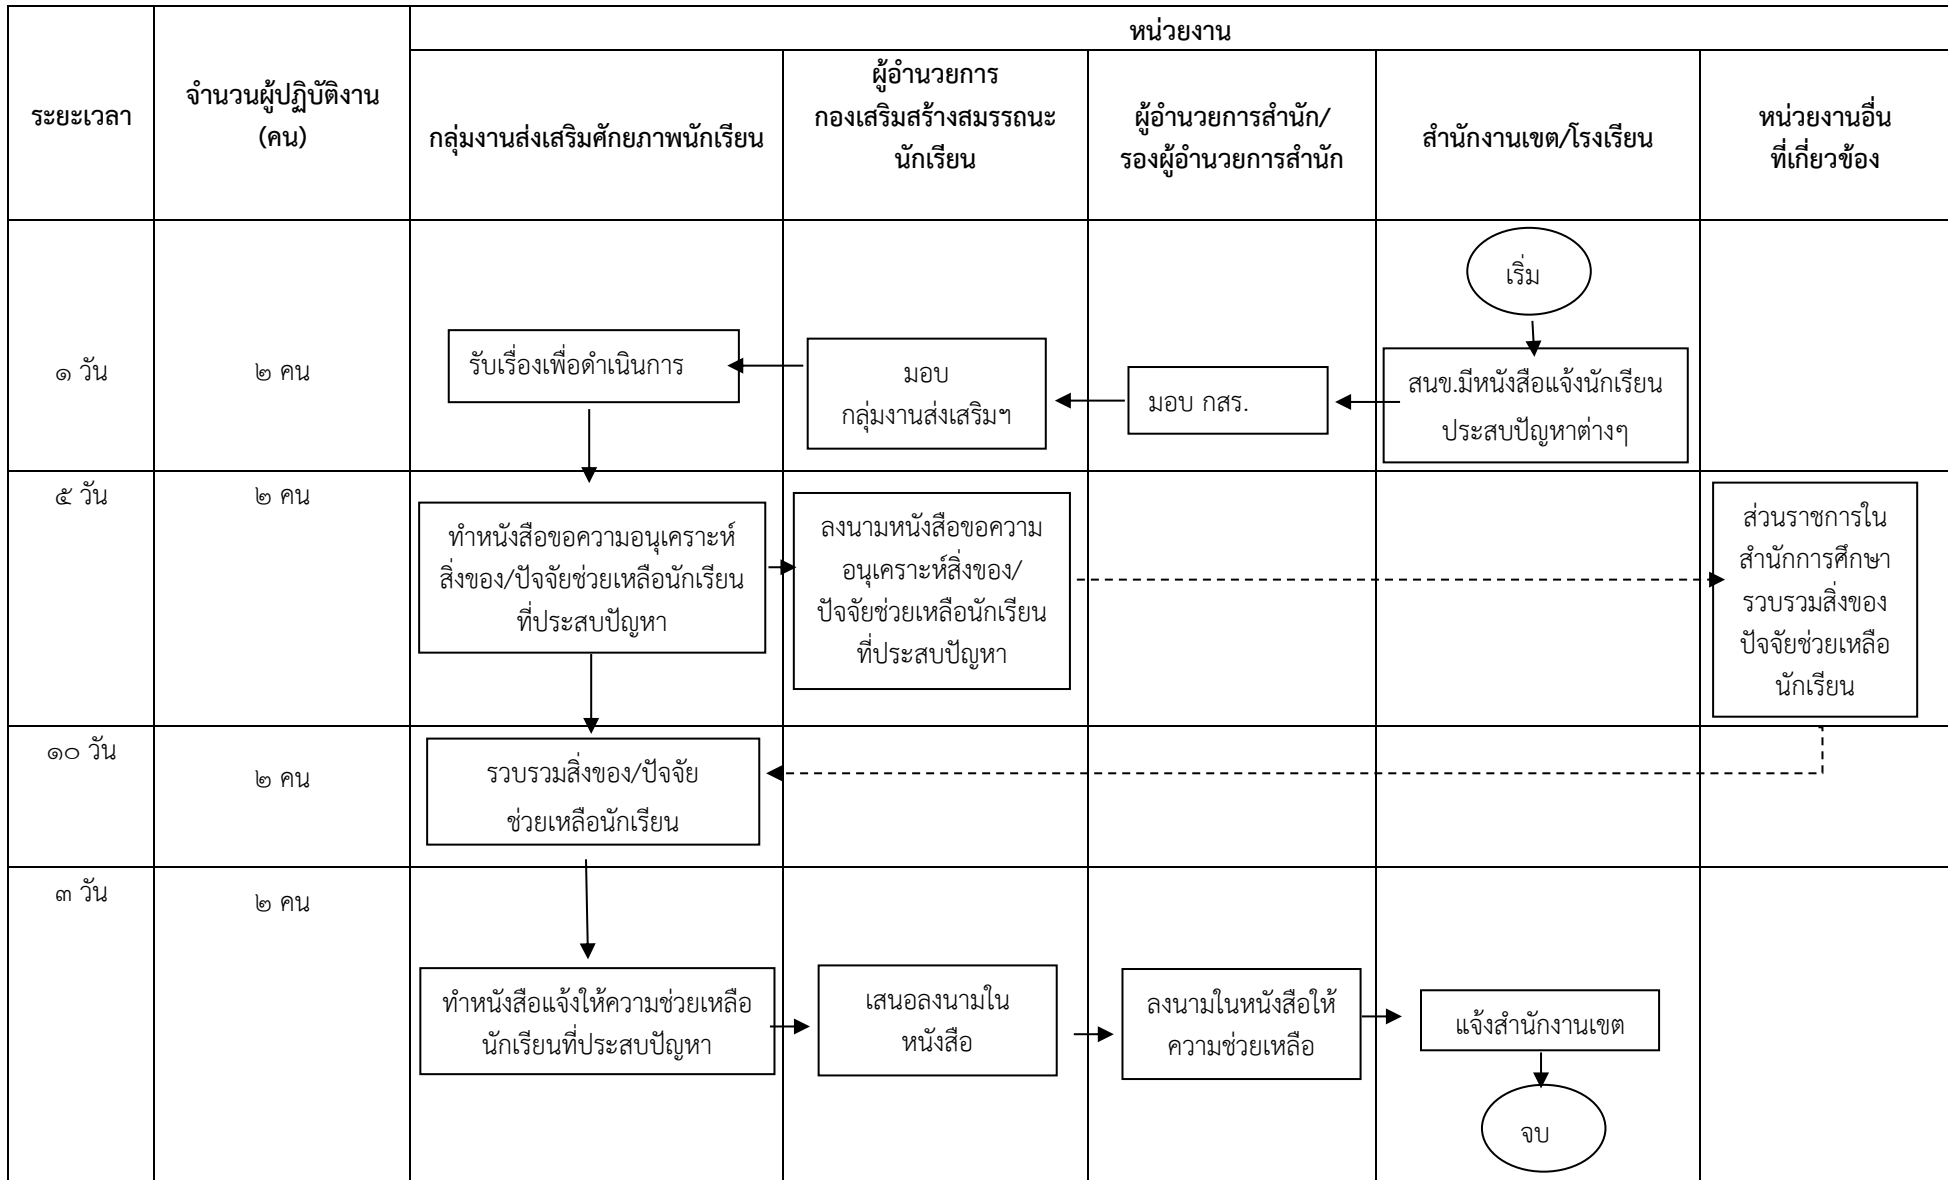 หน่วยงาน
ระยะเวลา
จำนวนผู้ปฏิบัติงาน
(คน)
กลุ่มงานส่งเสริมศักยภาพนักเรียน
ผู้อำนวยการ
กองเสริมสร้างสมรรถนะ
นักเรียน
ผู้อำนวยการสำนัก/
รองผู้อำนวยการสำนัก
สำนักงานเขต/โรงเรียน
หน่วยงานอื่น
ที่เกี่ยวข้อง
๑ วัน
๒ คน
เริ่ม
สนข.มีหนังสือแจ้งนักเรียน
ประสบปัญหาต่างๆ
มอบ กสร.
มอบ
กลุ่มงานส่งเสริมฯ
รับเรื่องเพื่อดำเนินการ
๕ วัน
๒ คน
ทำหนังสือขอความอนุเคราะห์
สิ่งของ/ปัจจัยช่วยเหลือนักเรียน
ที่ประสบปัญหา
ลงนามหนังสือขอความ
อนุเคราะห์สิ่งของ/
ปัจจัยช่วยเหลือนักเรียน
ที่ประสบปัญหา
ส่วนราชการใน
สำนักการศึกษา
รวบรวมสิ่งของ
ปัจจัยช่วยเหลือ
นักเรียน
๑๐ วัน
๒ คน
รวบรวมสิ่งของ/ปัจจัย
ช่วยเหลือนักเรียน
๓ วัน
๒ คน
ทำหนังสือแจ้งให้ความช่วยเหลือ
นักเรียนที่ประสบปัญหา
เสนอลงนามใน
หนังสือ
ลงนามในหนังสือให้
ความช่วยเหลือ
แจ้งสำนักงานเขต
จบ